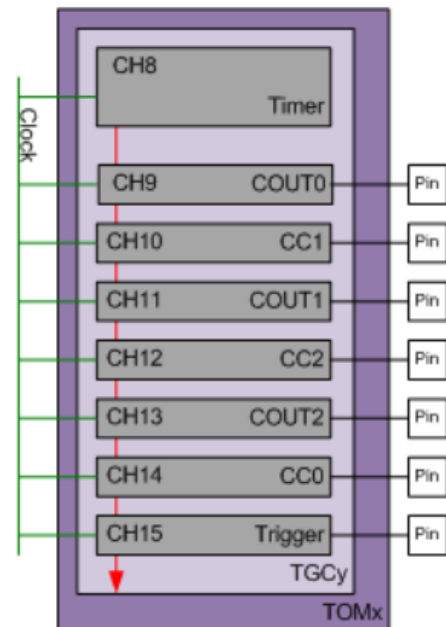 CH8
Timer
Clock
CH9 COUT0 Pin
CH10 CC1 Pin
CH11 COUT1 Pin
CH12 CC2 Pin
CH13 COUT2 Pin
CH14 CC0 Pin
CH15 Trigger Pin
TGCy
TOMx